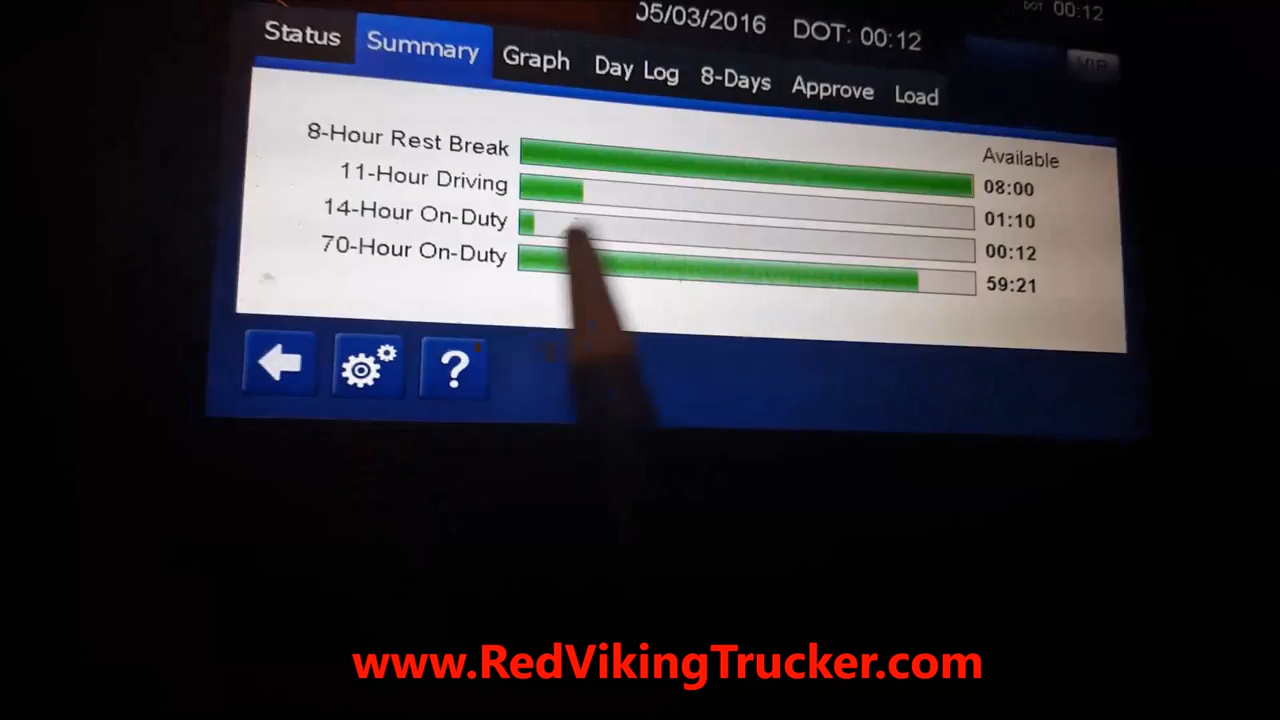 05/03/2016 DOT: 00:12
DOT 00:12
VIR
Status Summary Graph Day Log 8-Days Approve Load
Available
8-Hour Rest Break 08:00
11-Hour Driving 01:10
14-Hour On-Duty 00:12
70-Hour On-Duty 59:21
?
www.RedVikingTrucker.com